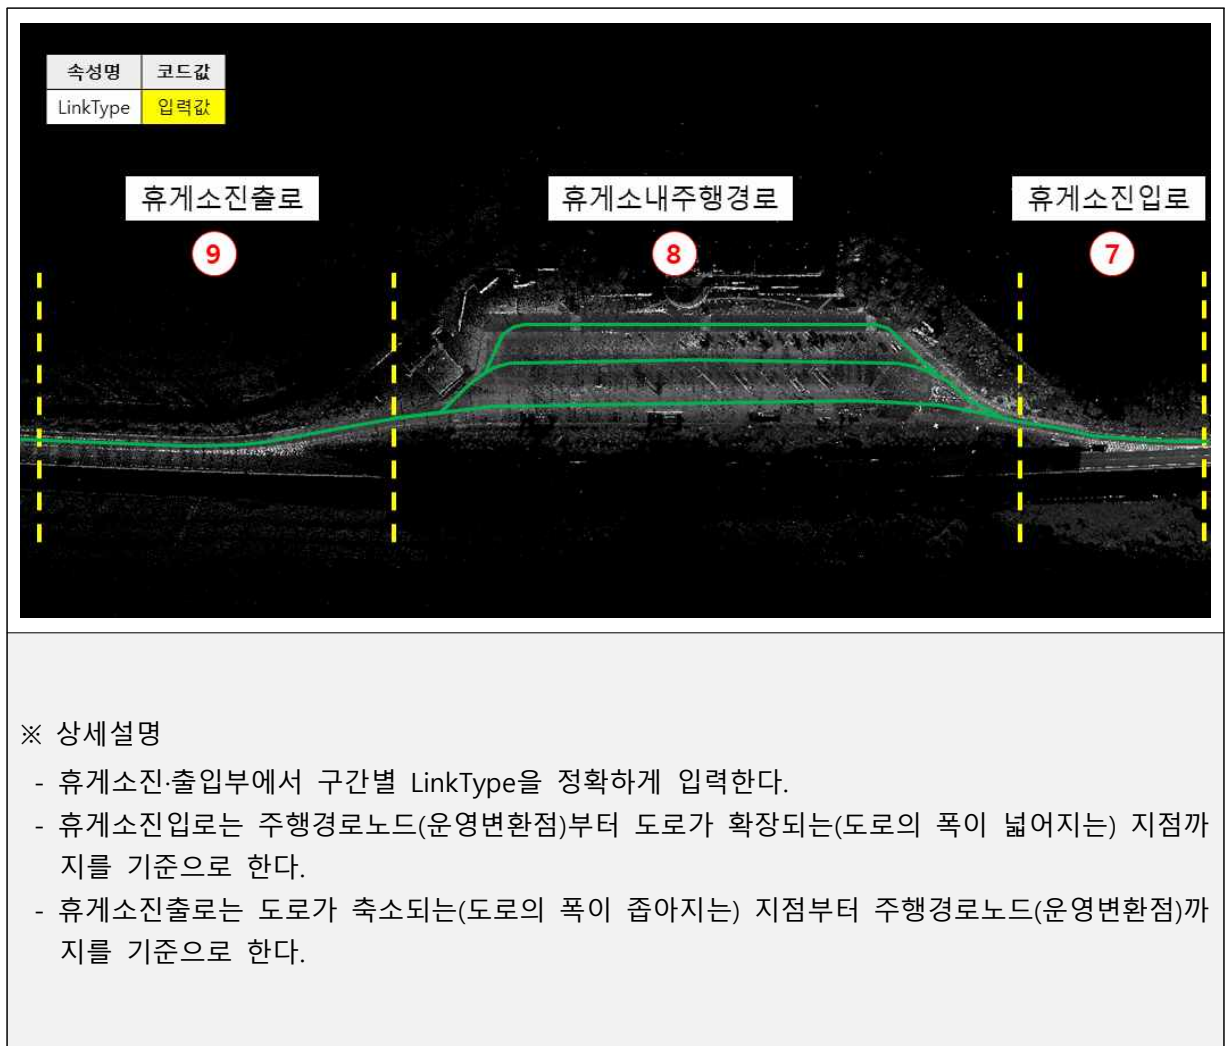 속성명 코드값
LinkType 입력값
휴게소진출로 휴게소내주행경로 휴게소진입로
9 8 7
※ 상세설명
- 휴게소진·출입부에서 구간별 LinkType을 정확하게 입력한다.
- 휴게소진입로는 주행경로노드(운영변환점)부터 도로가 확장되는(도로의 폭이 넓어지는) 지점까
지를 기준으로 한다.
- 휴게소진출로는 도로가 축소되는(도로의 폭이 좁아지는) 지점부터 주행경로노드(운영변환점)까
지를 기준으로 한다.